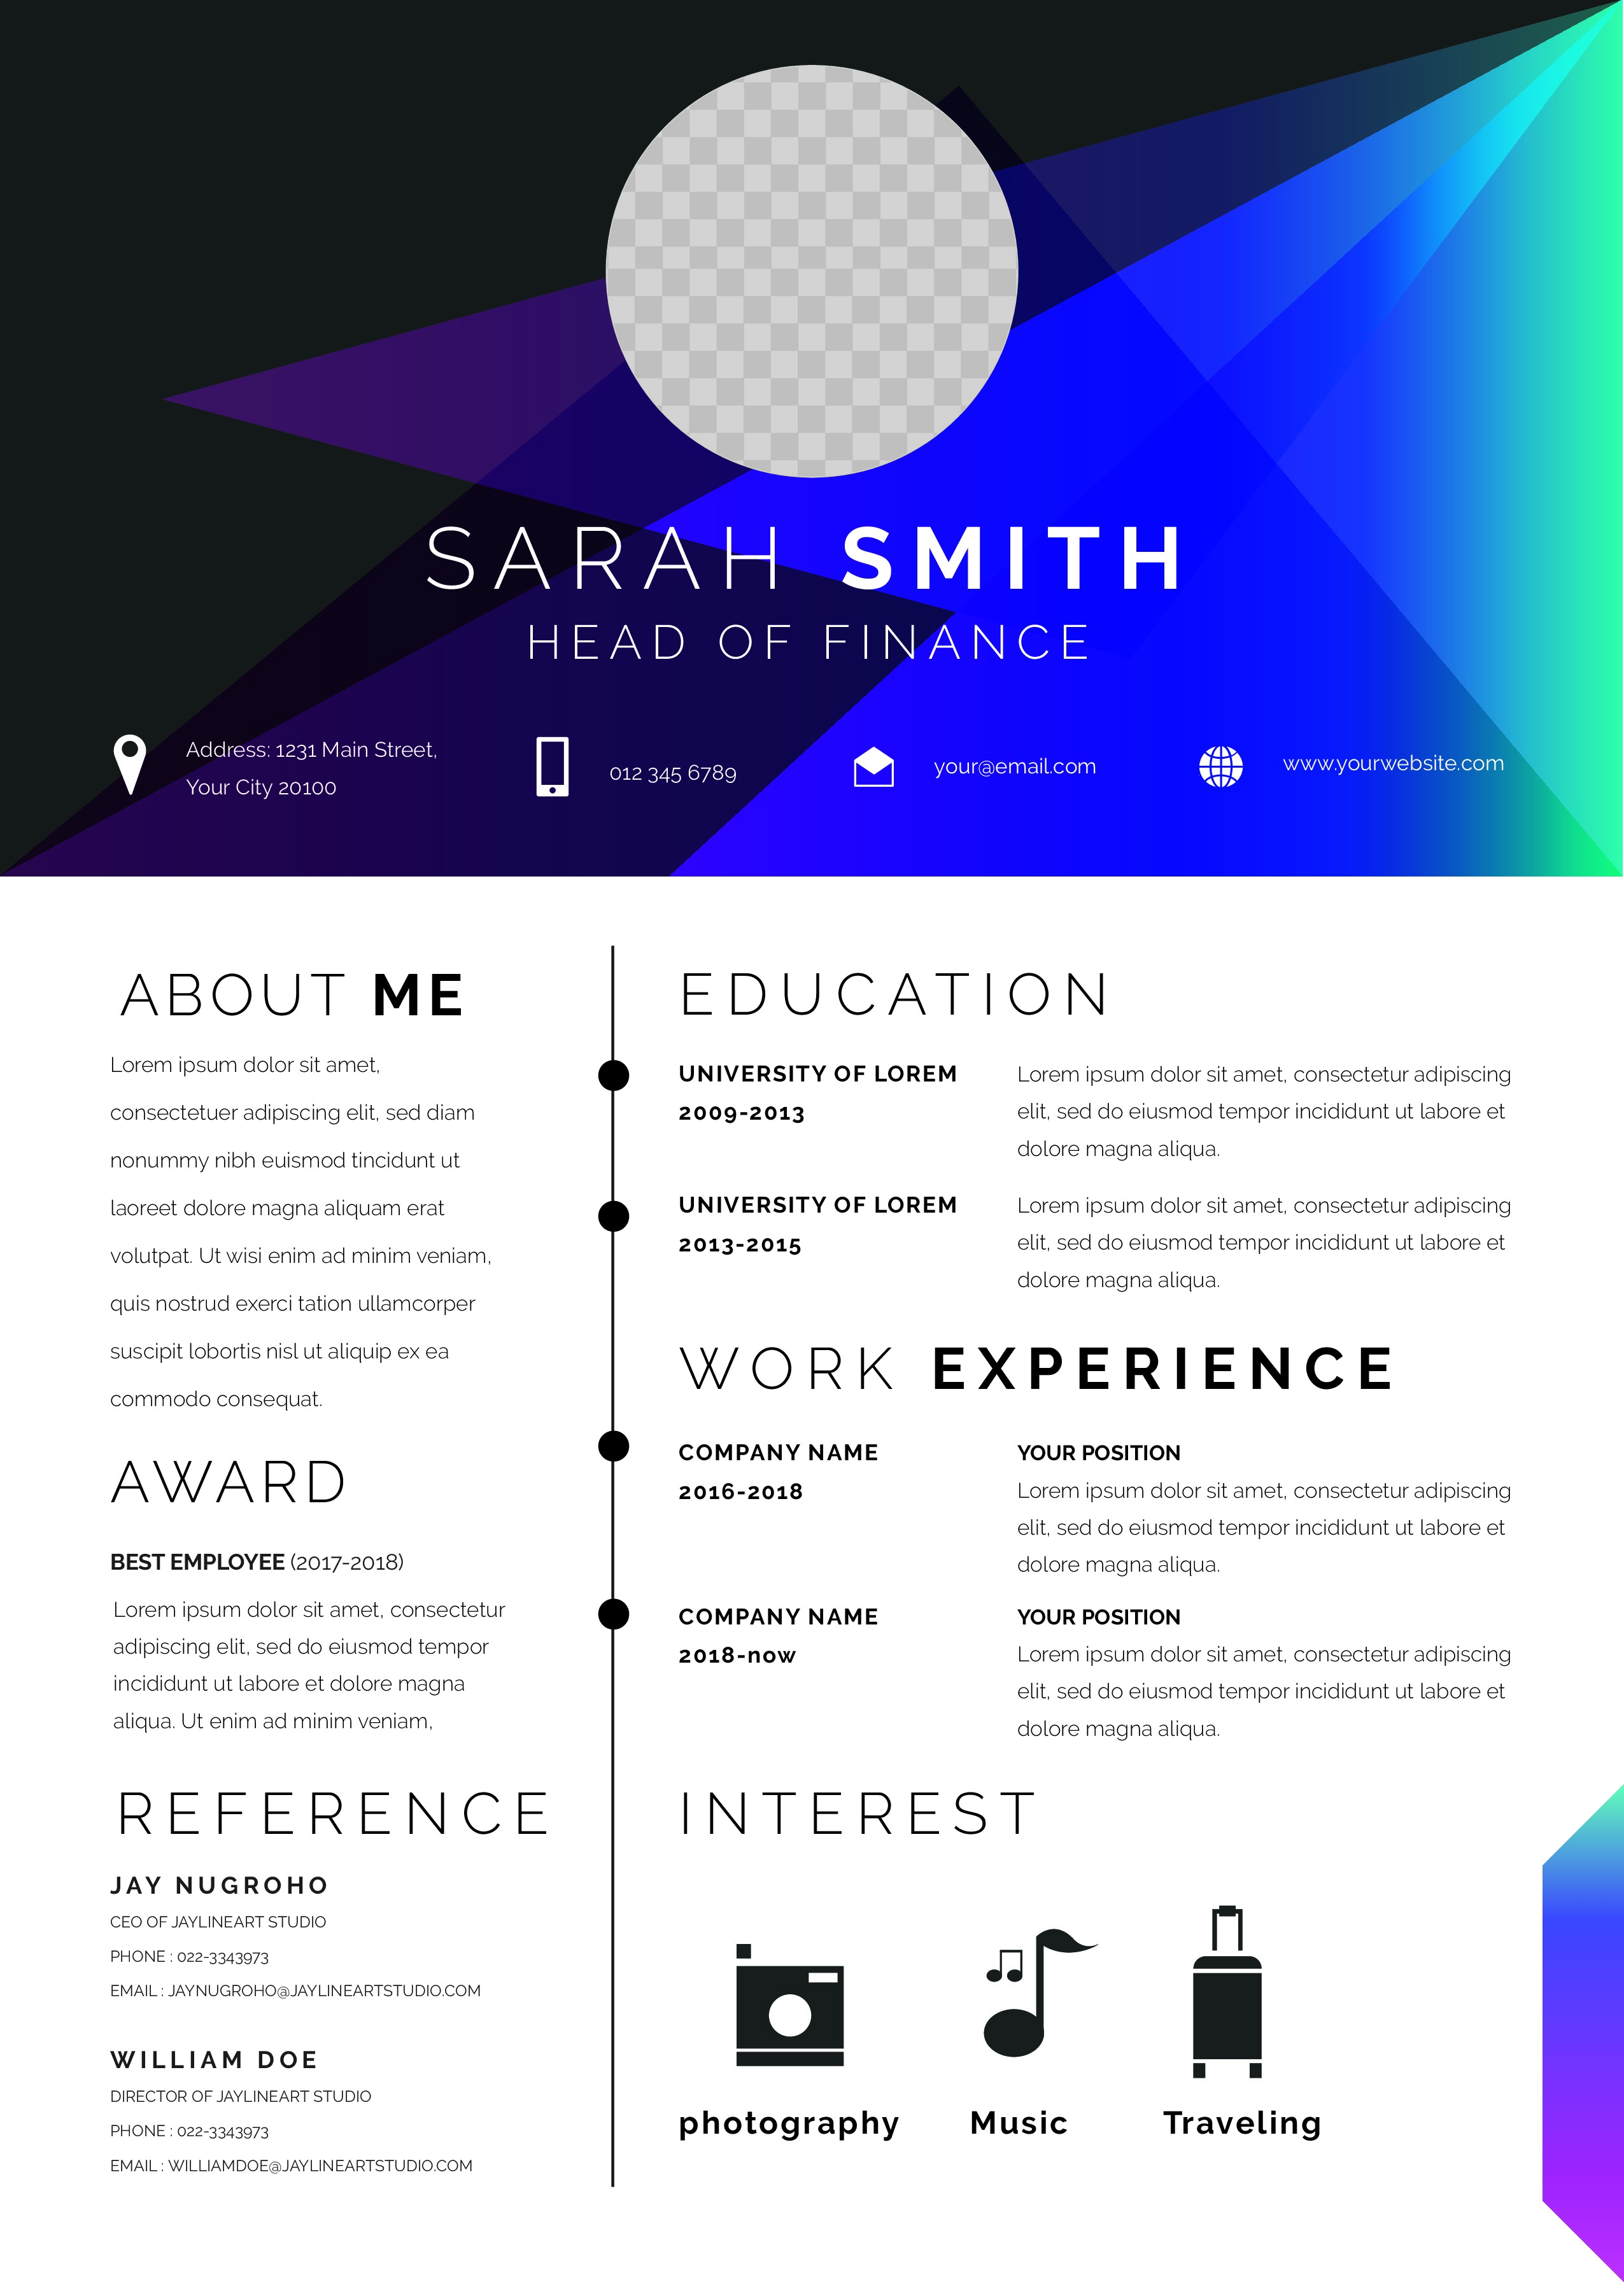 SARAH SMITH
HEAD OF FINANCE
Address: 1231 Main Street,
Your City 20100
012 345 6789
your@email.com
www.yourwebsite.com
ABOUT ME
Lorem ipsum dolor sit amet,
consectetuer adipiscing elit, sed diam
nonummy nibh euismod tincidunt ut
laoreet dolore magna aliquam erat
volutpat. Ut wisi enim ad minim veniam,
quis nostrud exerci tation ullamcorper
suscipit lobortis nisl ut aliquip ex ea
commodo consequat.
AWARD
BEST EMPLOYEE (2017-2018)
Lorem ipsum dolor sit amet, consectetur
adipiscing elit, sed do eiusmod tempor
incididunt ut labore et dolore magna
aliqua. Ut enim ad minim veniam,
REFERENCE
JAY NUGROHO
CEO OF JAYLINEART STUDIO
PHONE : 022-3343973
EMAIL : JAYNUGROHO@JAYLINEARTSTUDIO.COM
WILLIAM DOE
DIRECTOR OF JAYLINEART STUDIO
PHONE : 022-3343973
EMAIL : WILLIAMDOE@JAYLINEARTSTUDIO.COM
EDUCATION
UNIVERSITY OF LOREM
2009-2013
Lorem ipsum dolor sit amet, consectetur adipiscing
elit, sed do eiusmod tempor incididunt ut labore et
dolore magna aliqua.
UNIVERSITY OF LOREM
2013-2015
Lorem ipsum dolor sit amet, consectetur adipiscing
elit, sed do eiusmod tempor incididunt ut labore et
dolore magna aliqua.
WORK EXPERIENCE
COMPANY NAME
2016-2018
YOUR POSITION
Lorem ipsum dolor sit amet, consectetur adipiscing
elit, sed do eiusmod tempor incididunt ut labore et
dolore magna aliqua.
COMPANY NAME
2018-now
YOUR POSITION
Lorem ipsum dolor sit amet, consectetur adipiscing
elit, sed do eiusmod tempor incididunt ut labore et
dolore magna aliqua.
INTEREST
photography
Music
Traveling